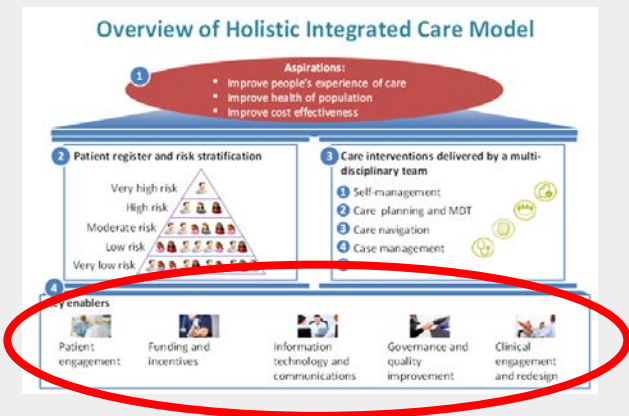 Overview of Holistic Integrated Care Model
1
Aspirations:
• Improve people's experience of care
• Improve health of population
• Improve cost effectiveness
2 Patient register and risk stratification
Very high risk
High risk
Moderate risk
Low risk
Very low risk
3 Care interventions delivered by a multi-
disciplinary team
1 Self-management
2 Care planning and MDT
3 Care navigation
4 Case management
4
Key enablers
Patient
engagement
Funding and
incentives
Information
technology and
communications
Governance and
quality
improvement
Clinical
engagement
and redesign